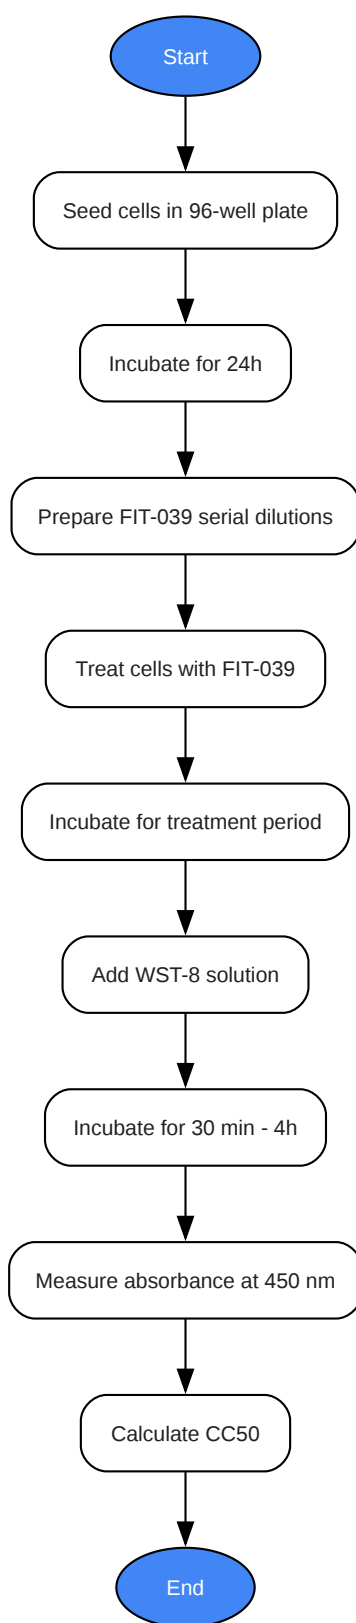 Start
Seed cells in 96-well plate
Incubate for 24h
Prepare FIT-039 serial dilutions
Treat cells with FIT-039
Incubate for treatment period
Add WST-8 solution
Incubate for 30 min - 4h
Measure absorbance at 450 nm
Calculate CC50
End